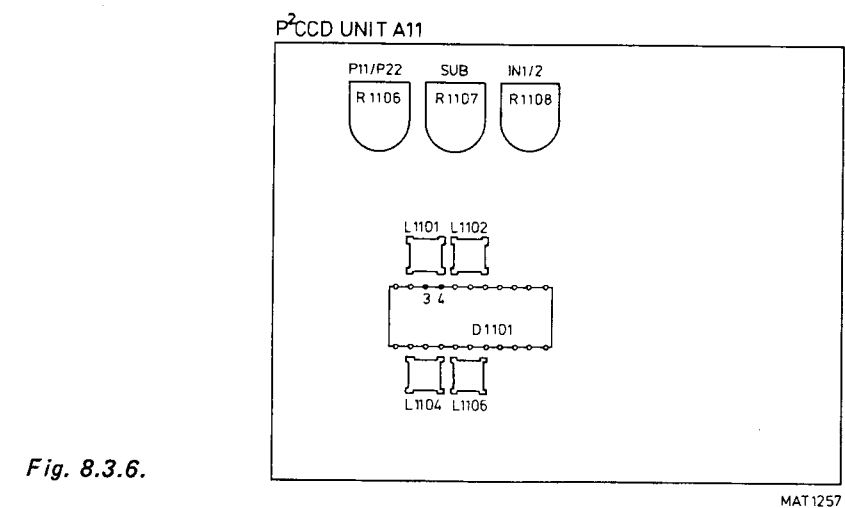 P²CCD UNIT A11
P11/P22 SUB IN1/2
R1106 R1107 R1108
L1101 L1102
3 4
D1101
L1104 L1106
Fig. 8.3.6.
MAT1257